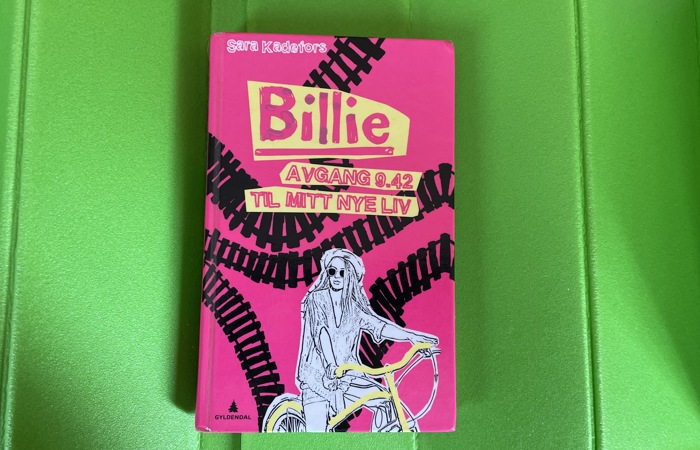 Sara Kadefors
Billie
AVGANG 9.42
TIL MITT NYE LIV
GYLDENDAL